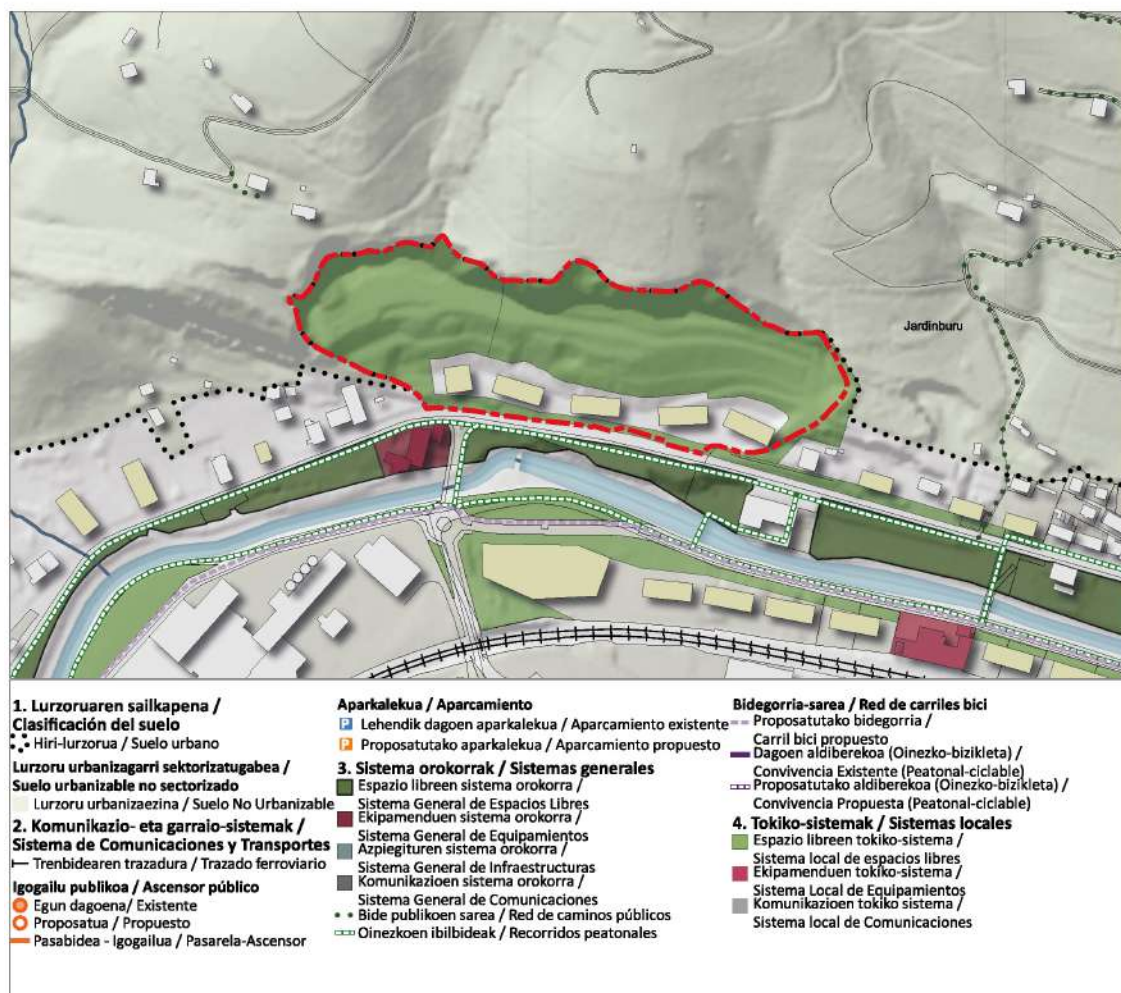 Jardinburu
1. Lurzoruaren sailkapena /
Clasificación del suelo
Hiri-lurzorua / Suelo urbano
Lurzoru urbanizagarri sektorizatugabea /
Suelo urbanizable no sectorizado
Lurzoru urbanizaezina / Suelo No Urbanizable
2. Komunikazio- eta garraio-sistemak /
Sistema de Comunicaciones y Transportes
Trenbidearen trazadura / Trazado ferroviario
Igogailu publikoa / Ascensor público
Egun dagoena/ Existente
Proposatua / Propuesto
Pasabidea - Igogailua / Pasarela-Ascensor
Aparkalekua / Aparcamiento
P Lehendik dagoen aparkalekua / Aparcamiento existente
P Proposatutako aparkalekua / Aparcamiento propuesto
3. Sistema orokorrak / Sistemas generales
Espazio libreen sistema orokorra /
Sistema General de Espacios Libres
Ekipamenduen sistema orokorra /
Sistema General de Equipamientos
Azpiegituren sistema orokorra /
Sistema General de Infraestructuras
Komunikazioen sistema orokorra /
Sistema General de Comunicaciones
Bide publikoen sarea / Red de caminos públicos
Oinezkoen ibilbideak / Recorridos peatonales
Bidegorria-sarea / Red de carriles bici
Proposatutako bidegorria /
Carril bici propuesto
Dagoen aldiberekoa (Oinezko-bizikleta) /
Convivencia Existente (Peatonal-ciclable)
Proposatutako aldiberekoa (Oinezko-bizikleta) /
Convivencia Propuesta (Peatonal-ciclable)
4. Tokiko-sistemak / Sistemas locales
Espazio libreen tokiko-sistema /
Sistema local de espacios libres
Ekipamenduen tokiko-sistema /
Sistema Local de Equipamientos
Komunikazioen tokiko sistema /
Sistema local de Comunicaciones